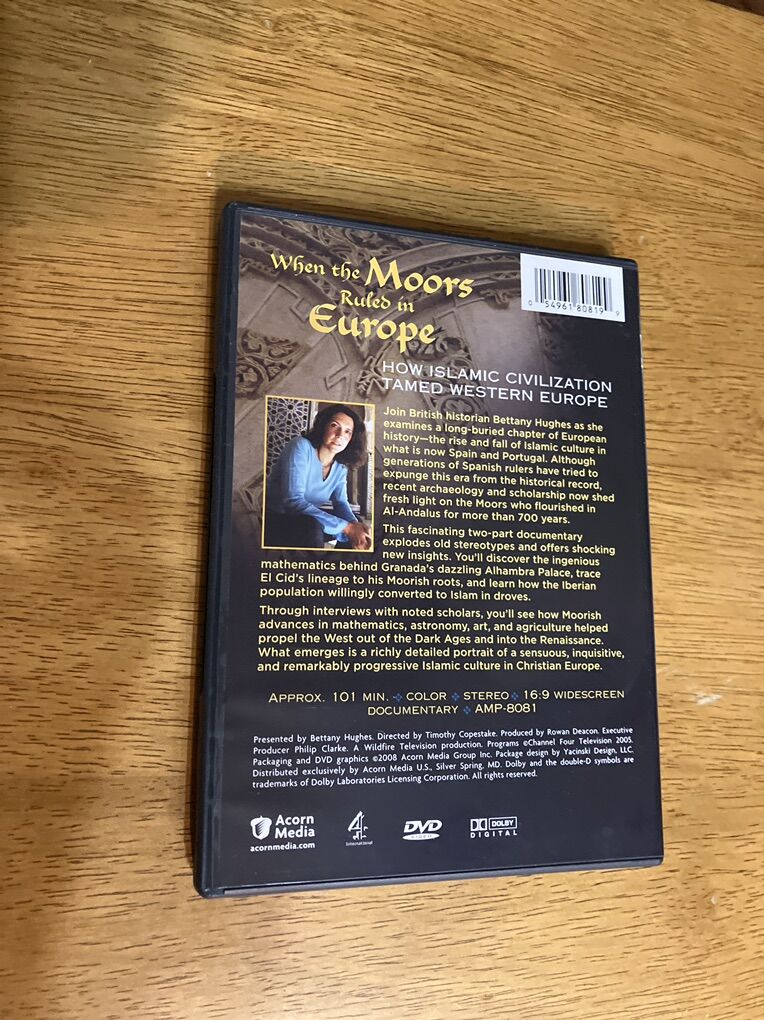 When the Moors
Ruled in
Europe
0 54961 80819 9
HOW ISLAMIC CIVILIZATION
TAMED WESTERN EUROPE
Join British historian Bettany Hughes as she
examines a long-buried chapter of European
history—the rise and fall of Islamic culture in
what is now Spain and Portugal. Although
generations of Spanish rulers have tried to
expunge this era from the historical record,
recent archaeology and scholarship now shed
fresh light on the Moors who flourished in
Al-Andalus for more than 700 years.
This fascinating two-part documentary
explodes old stereotypes and offers shocking
new insights. You'll discover the ingenious
mathematics behind Granada's dazzling Alhambra Palace, trace
El Cid's lineage to his Moorish roots, and learn how the Iberian
population willingly converted to Islam in droves.
Through interviews with noted scholars, you'll see how Moorish
advances in mathematics, astronomy, art, and agriculture helped
propel the West out of the Dark Ages and into the Renaissance.
What emerges is a richly detailed portrait of a sensuous, inquisitive,
and remarkably progressive Islamic culture in Christian Europe.
APPROX. 101 MIN. ✣ COLOR ✣ STEREO ✣ 16:9 WIDESCREEN
DOCUMENTARY ✣ AMP-8081
Presented by Bettany Hughes. Directed by Timothy Copestake. Produced by Rowan Deacon. Executive
Producer Philip Clarke. A Wildfire Television production. Programs ©Channel Four Television 2005.
Packaging and DVD graphics ©2008 Acorn Media Group Inc. Package design by Yacinski Design, LLC.
Distributed exclusively by Acorn Media U.S., Silver Spring, MD. Dolby and the double-D symbols are
trademarks of Dolby Laboratories Licensing Corporation. All rights reserved.
Acorn
Media
acornmedia.com
4
International
DVD
VIDEO
DOLBY
DIGITAL